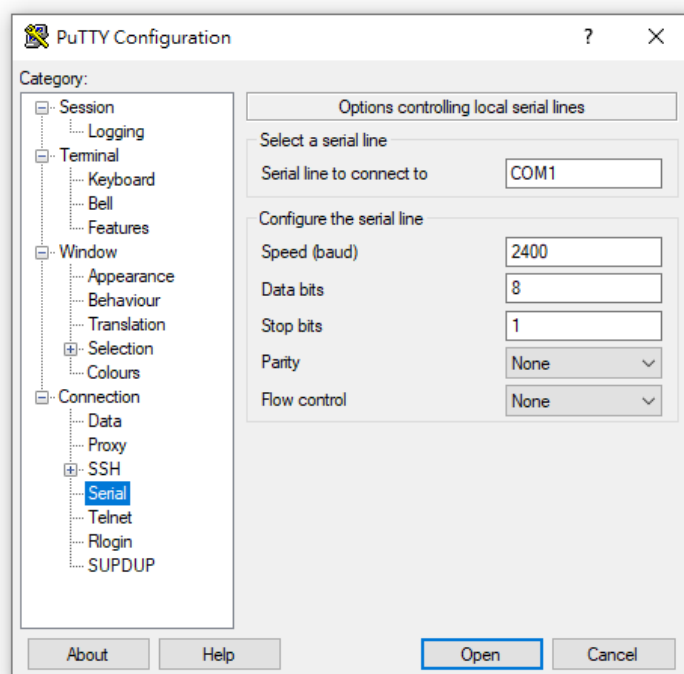 PuTTY Configuration
Category:
Session
Logging
Terminal
Keyboard
Bell
Features
Window
Appearance
Behaviour
Translation
Selection
Colours
Connection
Data
Proxy
SSH
Serial
Telnet
Rlogin
SUPDUP
Options controlling local serial lines
Select a serial line
Serial line to connect to COM1
Configure the serial line
Speed (baud) 2400
Data bits 8
Stop bits 1
Parity None
Flow control None
About Help Open Cancel